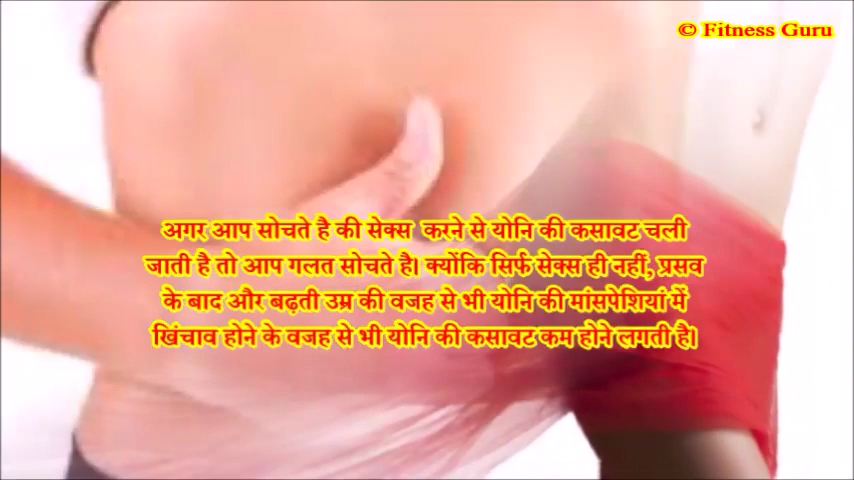 © Fitness Guru
अगर आप सोचते है की सेक्स करने से योनि की कसावट चली
जाती है तो आप गलत सोचते है। क्योंकि सिर्फ सेक्स ही नहीं, प्रसव
के बाद और बढ़ती उम्र की वजह से भी योनि की मांसपेशियां में
खिंचाव होने के वजह से भी योनि की कसावट कम होने लगती है।